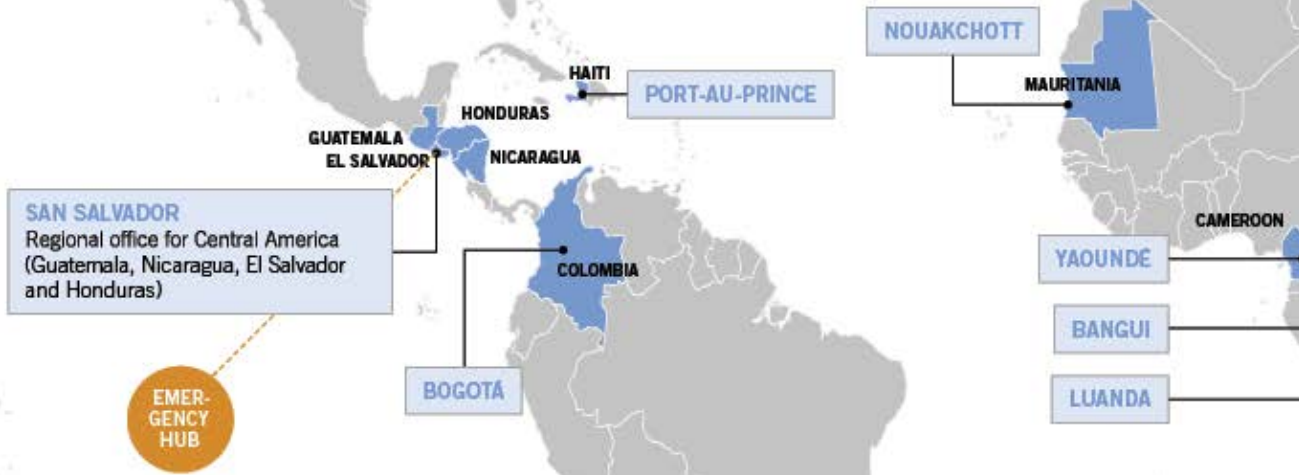 NOUAKCHOTT
HAITI
MAURITANIA
PORT-AU-PRINCE
HONDURAS
GUATEMALA
EL SALVADOR
NICARAGUA
SAN SALVADOR
Regional office for Central America
(Guatemala, Nicaragua, El Salvador
and Honduras)
CAMEROON
YAOUNDÉ
COLOMBIA
BANGUI
BOGOTÁ
LUANDA
EMER-
GENCY
HUB